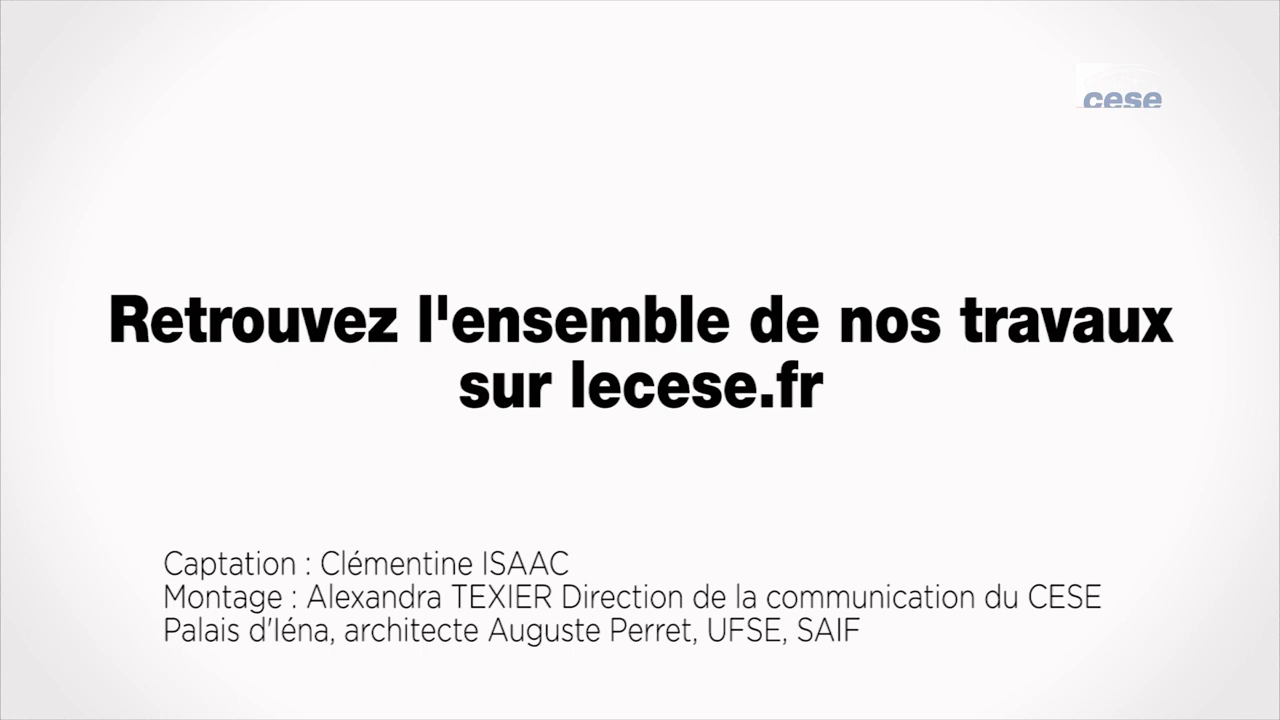 cese
Retrouvez l'ensemble de nos travaux
sur lecese.fr
Captation : Clémentine ISAAC
Montage : Alexandra TEXIER Direction de la communication du CESE
Palais d'Iéna, architecte Auguste Perret, UFSE, SAIF